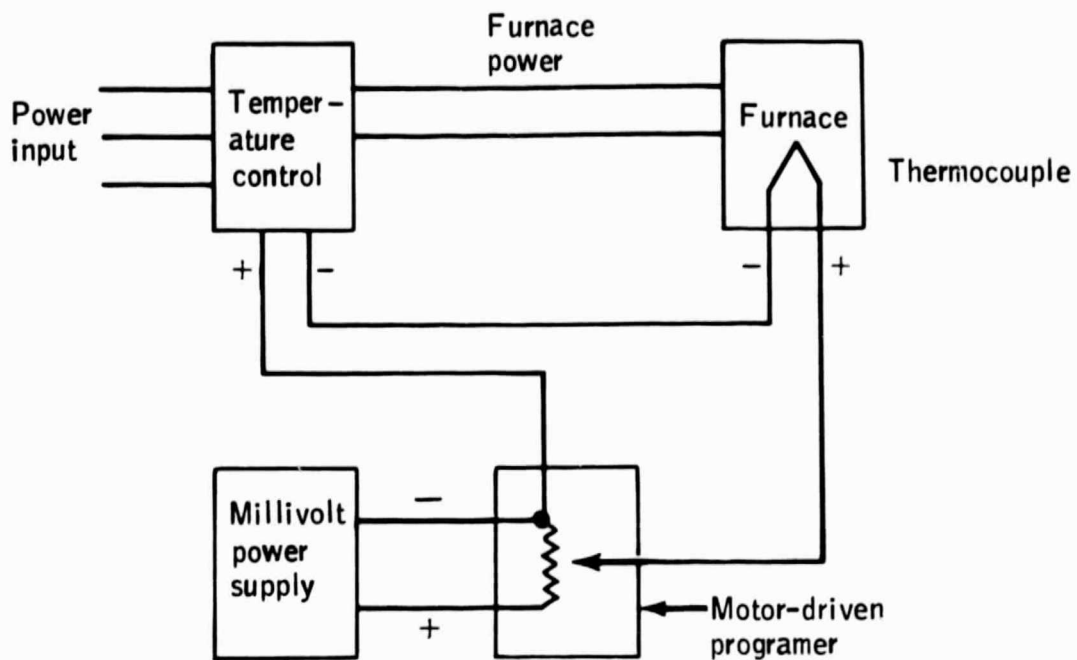 Furnace
power
Power
input
Temper-
ature
control
Furnace
Thermocouple
+
-
-
+
Millivolt
power
supply
-
+
Motor-driven
programer